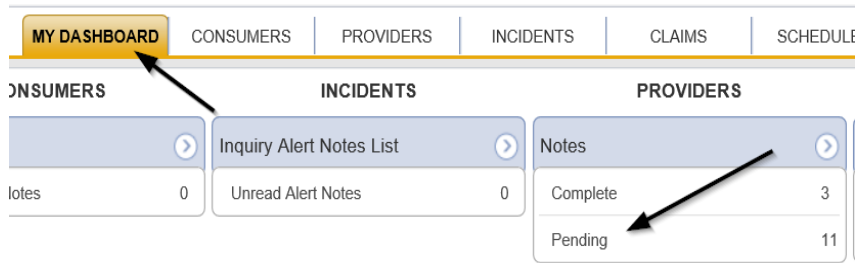 MY DASHBOARD CONSUMERS PROVIDERS INCIDENTS CLAIMS SCHEDULE
ONSUMERS INCIDENTS PROVIDERS
Inquiry Alert Notes List Notes
lotes 0 Unread Alert Notes 0 Complete 3
Pending 11